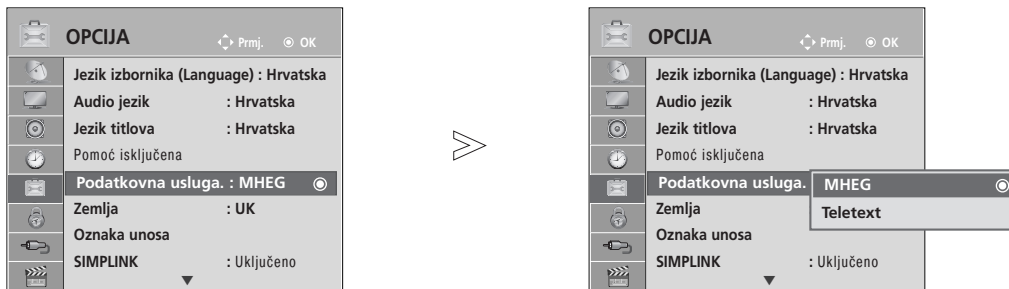 OPCIJA
Prmj. OK
Jezik izbornika (Language) : Hrvatska
Audio jezik : Hrvatska
Jezik titlova : Hrvatska
Pomoć isključena
Podatkovna usluga. : MHEG
Zemlja : UK
Oznaka unosa
SIMPLINK : Uključeno
OPCIJA
Prmj. OK
Jezik izbornika (Language) : Hrvatska
Audio jezik : Hrvatska
Jezik titlova : Hrvatska
Pomoć isključena
Podatkovna usluga. MHEG
Teletext
Zemlja
Oznaka unosa
SIMPLINK : Uključeno